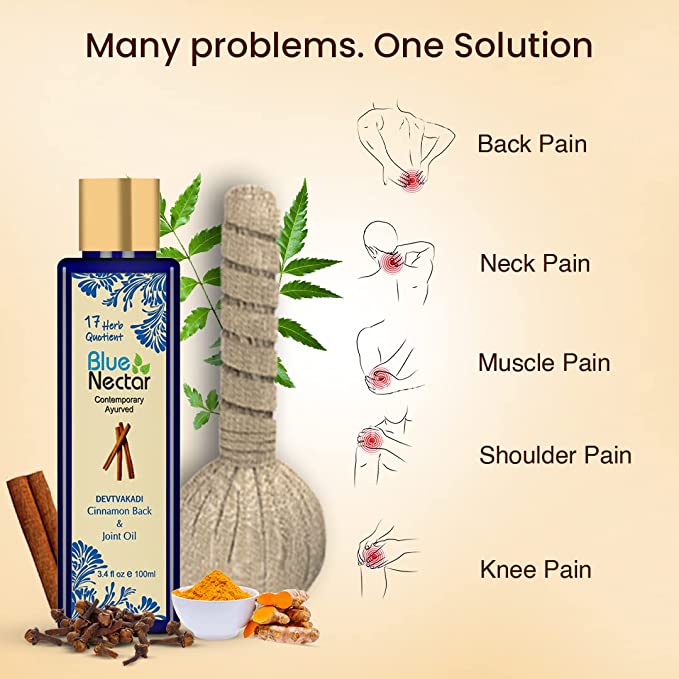 Many problems. One Solution
17 Herb
Quotient
Blue
Nectar
Contemporary
Ayurved
DEVTVAKADI
Cinnamon Back
&
Joint Oil
3.4 fl oz e 100ml
Back Pain
Neck Pain
Muscle Pain
Shoulder Pain
Knee Pain